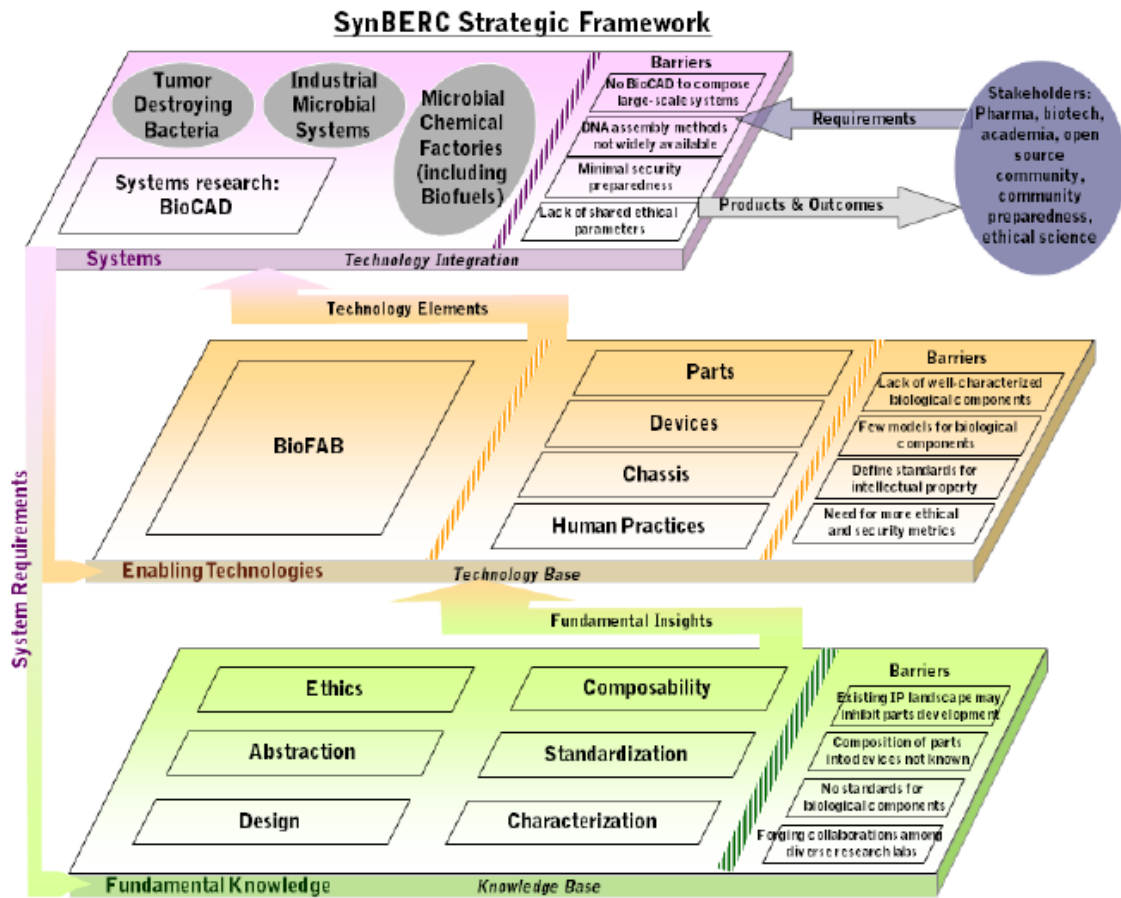 SynBERC Strategic Framework
Tumor
Destroying
Bacteria
Industrial
Microbial
Systems
Microbial
Chemical
Factories
(including
Biofuels)
Systems research:
BioCAD
Barriers
No BioCAD to compose
large-scale systems
DNA assembly methods
not widely available
Minimal security
preparedness
Lack of shared ethical
parameters
Requirements
Products & Outcomes
Stakeholders:
Pharma, biotech,
academia, open
source
community,
community
preparedness,
ethical science
Systems
Technology Integration
Technology Elements
BioFAB
Parts
Devices
Chassis
Human Practices
Barriers
Lack of well-characterized
biological components
Few models for biological
components
Define standards for
intellectual property
Need for more ethical
and security metrics
Enabling Technologies
Technology Base
System Requirements
Fundamental Insights
Ethics
Composability
Abstraction
Standardization
Design
Characterization
Barriers
Existing IP landscape may
inhibit parts development
Composition of parts
into devices not known
No standards for
biological components
Forging collaborations among
diverse research labs
Fundamental Knowledge
Knowledge Base